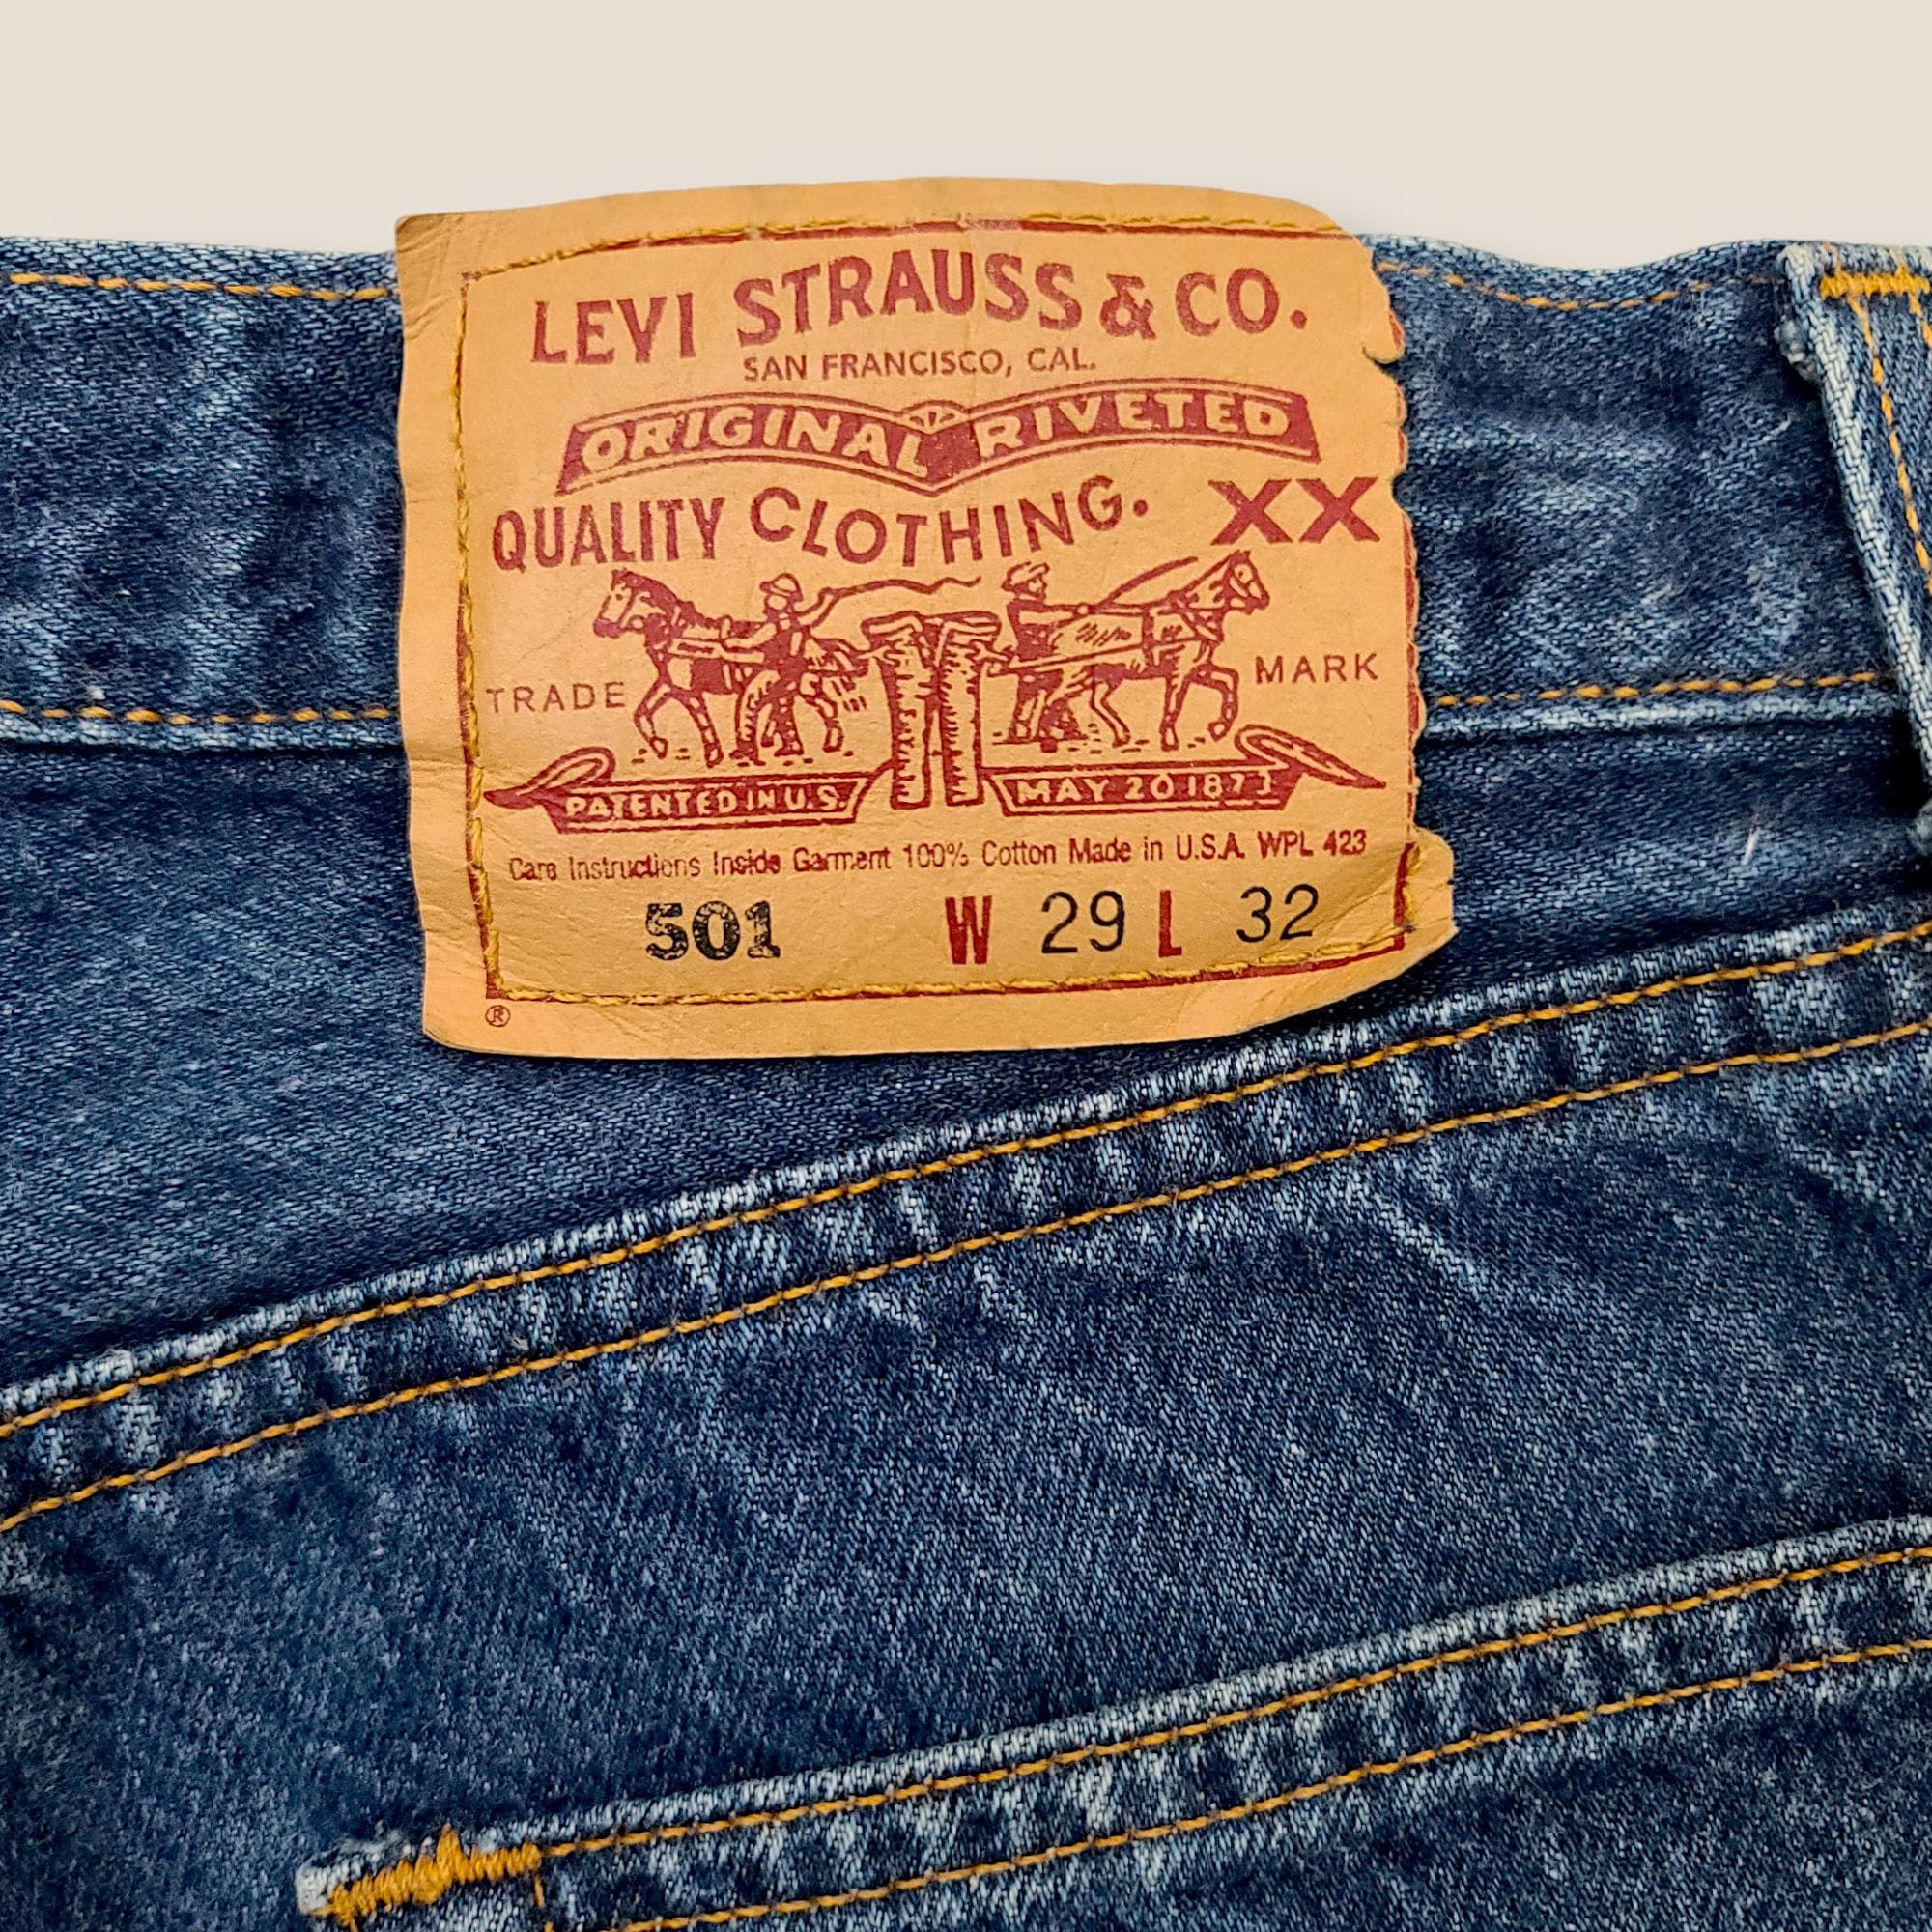 LEVI STRAUSS & CO.
SAN FRANCISCO, CAL.
ORIGINAL RIVETED
QUALITY CLOTHING. XX
TRADE MARK
PATENTED IN U.S. MAY 20 1873
Care Instructions Inside Garment 100% Cotton Made in U.S.A. WPL 423
501 W 29 L 32
®